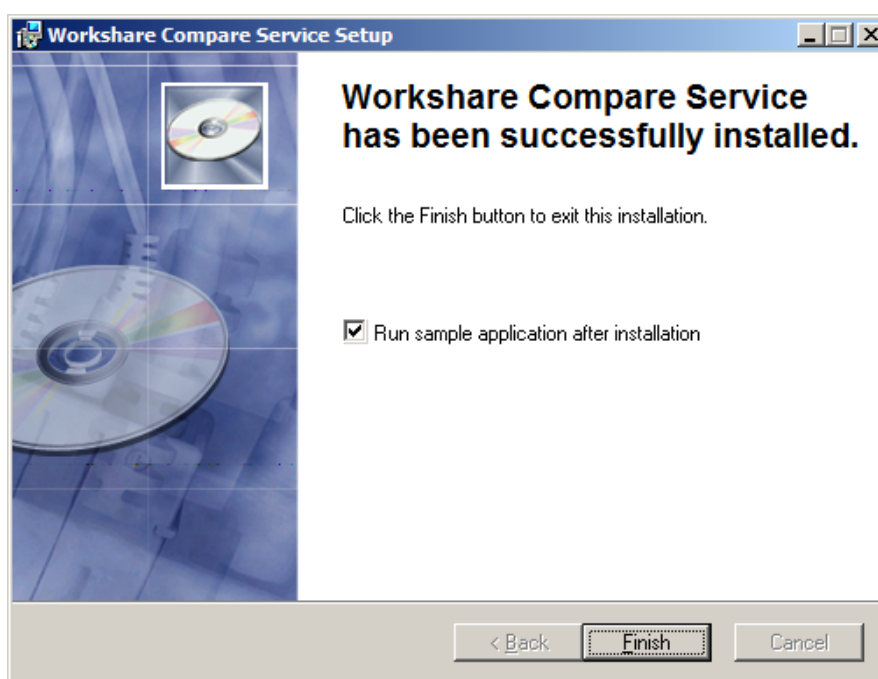 Workshare Compare Service Setup
Workshare Compare Service
has been successfully installed.
Click the Finish button to exit this installation.
Run sample application after installation
< Back
Finish
Cancel